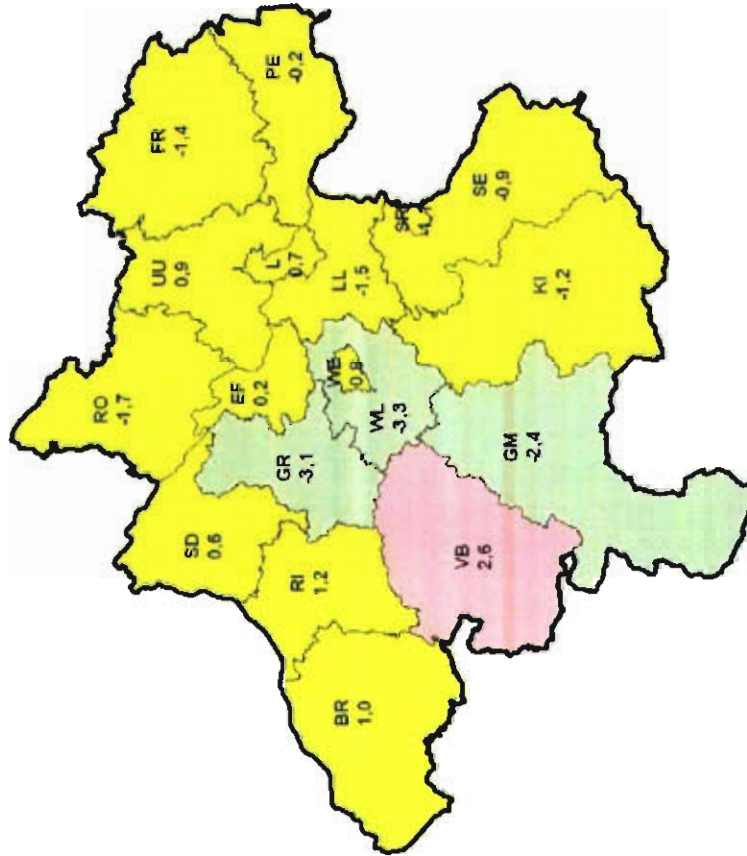 RO
-1,7
UU
0,9
FR
-1,4
SD
0,6
EF
0,2
L
0,7
PE
-0,2
GR
-3,1
RI
1,2
BR
1,0
WE
0,8
LL
-1,5
WL
-3,3
SR
VB
2,6
SE
-0,9
GM
-2,4
KI
-1,2